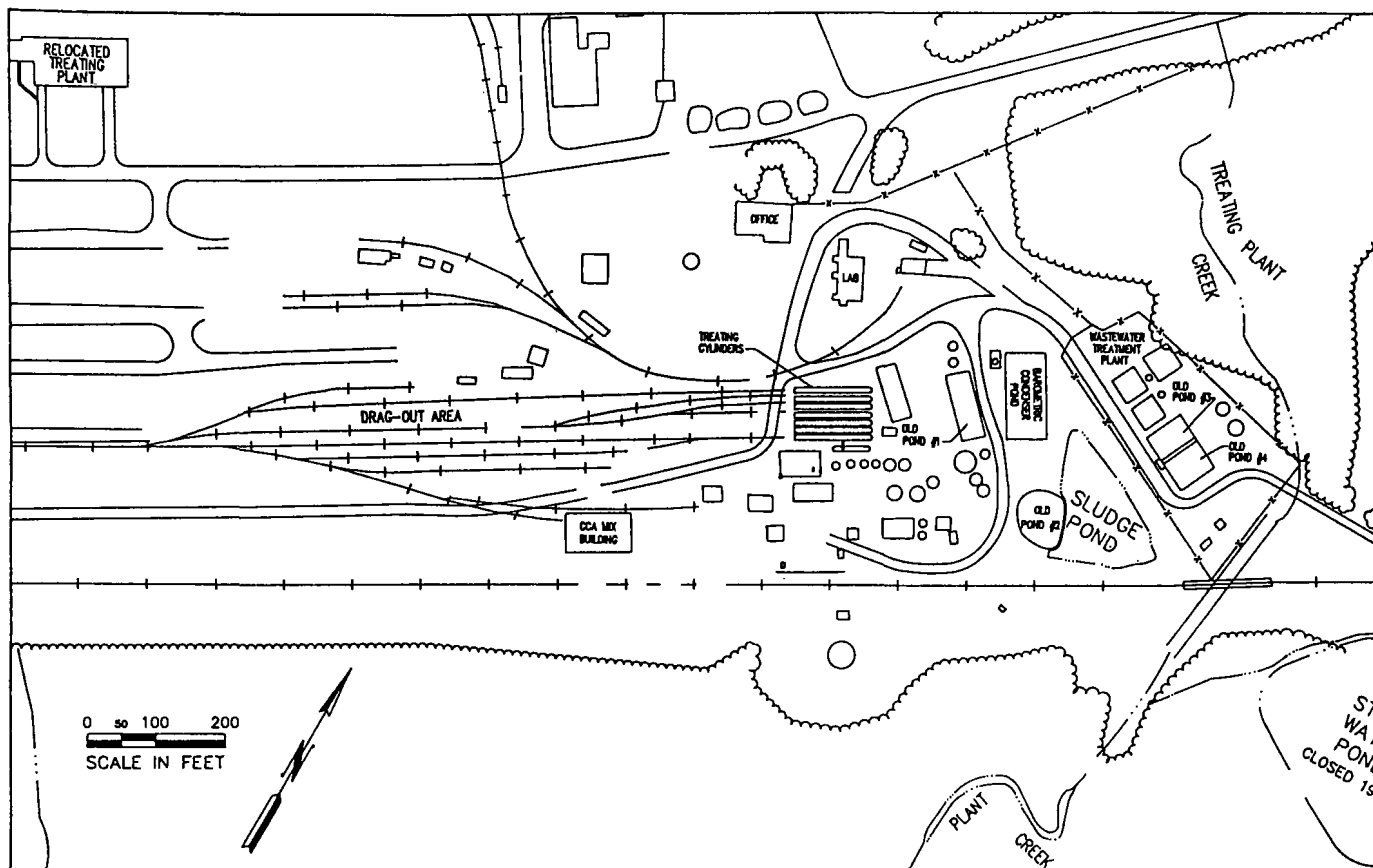 RELOCATED
TREATING
PLANT
OFFICE
LAB
TREATING
CYLINDERS
TREATING PLANT
CREEK
WASTEWATER
TREATMENT
PLANT
BAROMETRIC
CONDENSER
POND
OLD
POND #3
OLD
POND #4
DRAG-OUT AREA
OLD
POND #1
OLD
POND #2
SLUDGE
POND
CCA MIX
BUILDING
0 50 100 200
SCALE IN FEET
N
PLANT
CREEK
CLOSED